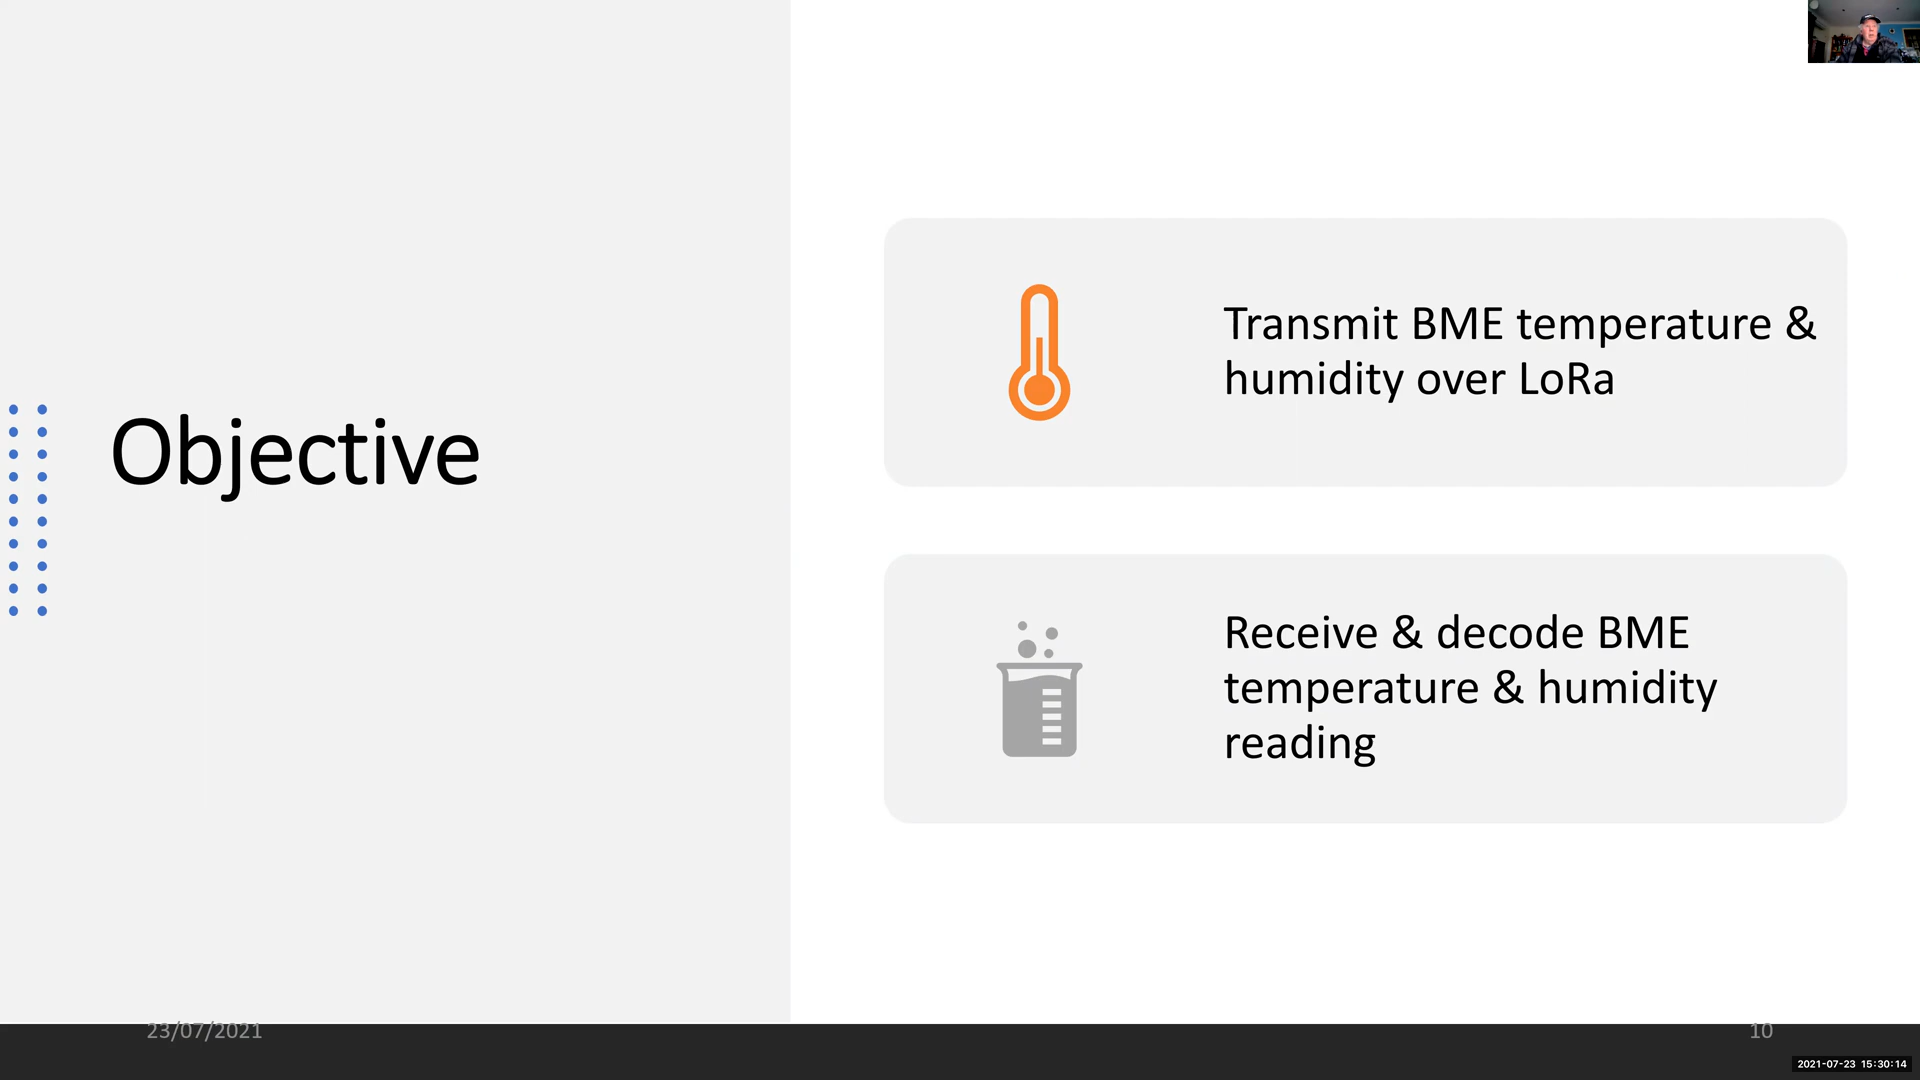 Objective
Transmit BME temperature &
humidity over LoRa
Receive & decode BME
temperature & humidity
reading
23/07/2021
10
2021-07-23 15:30:14